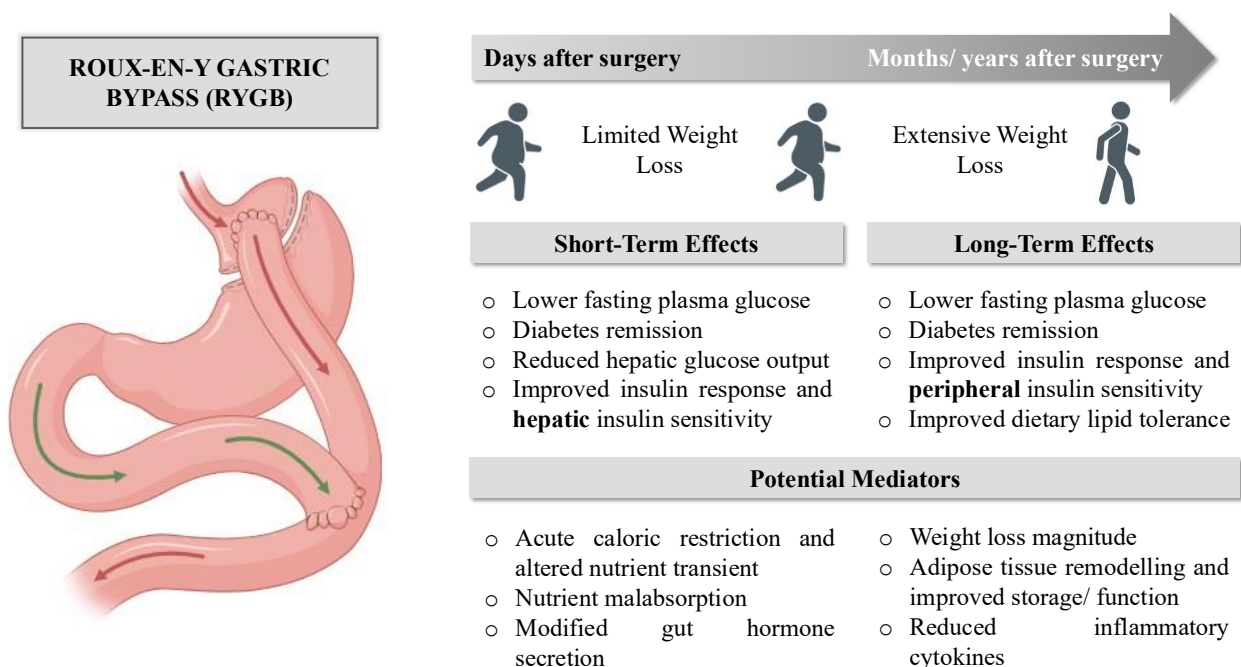 ROUX-EN-Y GASTRIC
BYPASS (RYGB)
Days after surgery
Months/ years after surgery
Limited Weight
Loss
Extensive Weight
Loss
Short-Term Effects
o Lower fasting plasma glucose
o Diabetes remission
o Reduced hepatic glucose output
o Improved insulin response and
hepatic insulin sensitivity
Long-Term Effects
o Lower fasting plasma glucose
o Diabetes remission
o Improved insulin response and
peripheral insulin sensitivity
o Improved dietary lipid tolerance
Potential Mediators
o Acute caloric restriction and
altered nutrient transient
o Nutrient malabsorption
o Modified gut hormone
secretion
o Weight loss magnitude
o Adipose tissue remodelling and
improved storage/ function
o Reduced inflammatory
cytokines